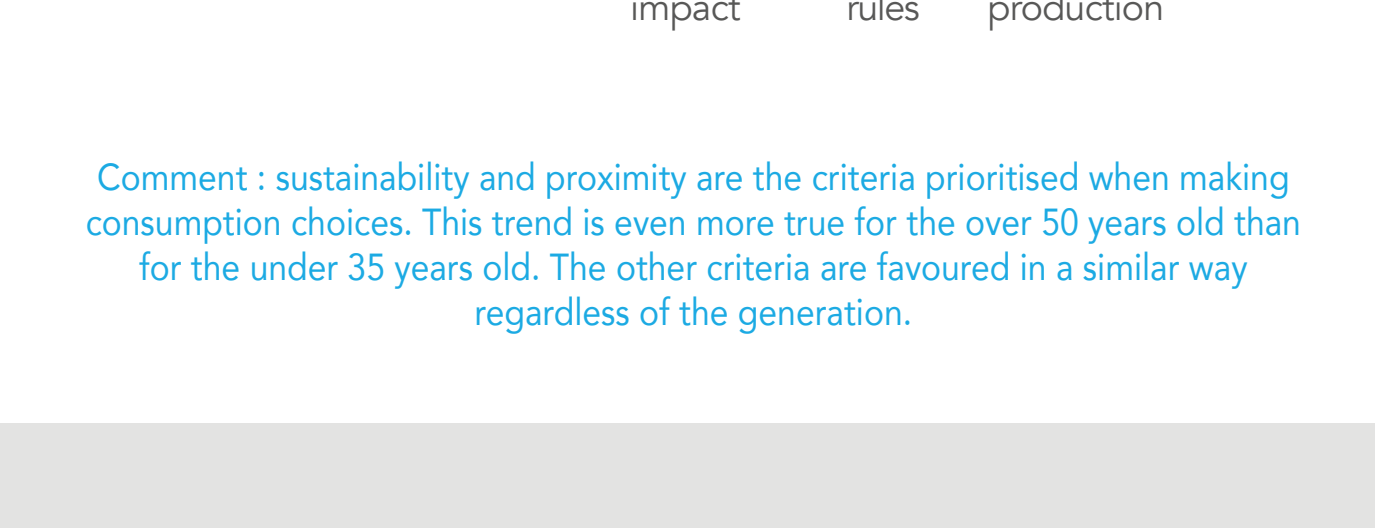 impact rules production
Comment : sustainability and proximity are the criteria prioritised when making
consumption choices. This trend is even more true for the over 50 years old than
for the under 35 years old. The other criteria are favoured in a similar way
regardless of the generation.